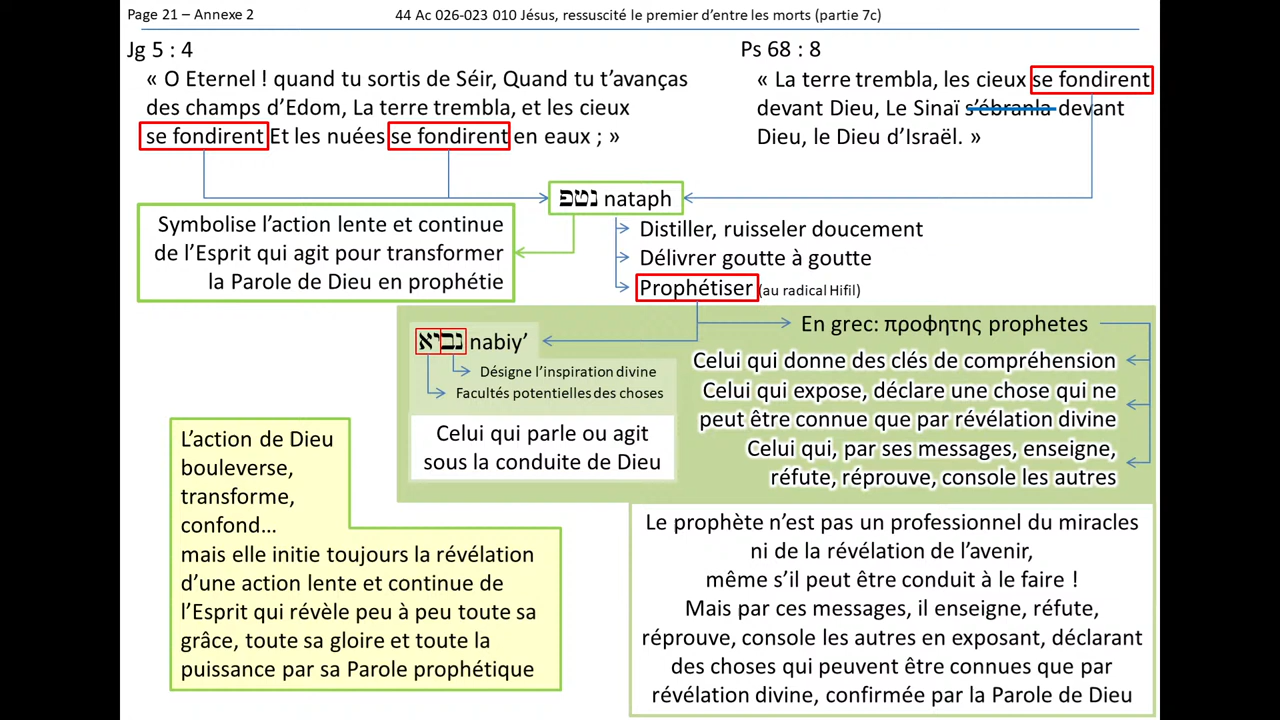 Page 21 – Annexe 2
44 Ac 026-023 010 Jésus, ressuscité le premier d’entre les morts (partie 7c)
Jg 5 : 4
« O Eternel ! quand tu sortis de Séir, Quand tu t’avanças
des champs d’Edom, La terre trembla, et les cieux
se fondirent Et les nuées se fondirent en eaux ; »
Ps 68 : 8
« La terre trembla, les cieux se fondirent
devant Dieu, Le Sinaï s’ébranla devant
Dieu, le Dieu d’Israël. »
נטפ nataph
Symbolise l’action lente et continue
de l’Esprit qui agit pour transformer
la Parole de Dieu en prophétie
Distiller, ruisseler doucement
Délivrer goutte à goutte
Prophétiser (au radical Hifil)
נביא nabiy’
Désigne l’inspiration divine
Facultés potentielles des choses
Celui qui parle ou agit
sous la conduite de Dieu
En grec: προφητης prophetes
Celui qui donne des clés de compréhension
Celui qui expose, déclare une chose qui ne
peut être connue que par révélation divine
Celui qui, par ses messages, enseigne,
réfute, réprouve, console les autres
L’action de Dieu
bouleverse,
transforme,
confond…
mais elle initie toujours la révélation
d’une action lente et continue de
l’Esprit qui révèle peu à peu toute sa
grâce, toute sa gloire et toute la
puissance par sa Parole prophétique
Le prophète n’est pas un professionnel du miracles
ni de la révélation de l’avenir,
même s’il peut être conduit à le faire !
Mais par ces messages, il enseigne, réfute,
réprouve, console les autres en exposant, déclarant
des choses qui peuvent être connues que par
révélation divine, confirmée par la Parole de Dieu